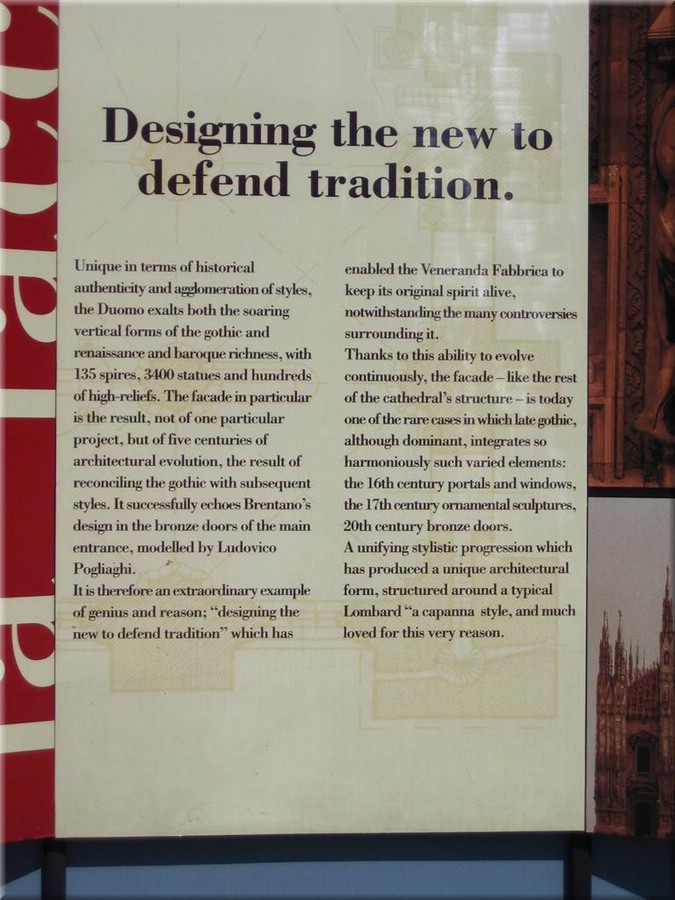 Designing the new to
defend tradition.
Unique in terms of historical
authenticity and agglomeration of styles,
the Duomo exalts both the soaring
vertical forms of the gothic and
renaissance and baroque richness, with
135 spires, 3400 statues and hundreds
of high-reliefs. The facade in particular
is the result, not of one particular
project, but of five centuries of
architectural evolution, the result of
reconciling the gothic with subsequent
styles. It successfully echoes Brentano's
design in the bronze doors of the main
entrance, modelled by Ludovico
Pogliaghi.
It is therefore an extraordinary example
of genius and reason; “designing the
new to defend tradition” which has
enabled the Veneranda Fabbrica to
keep its original spirit alive,
notwithstanding the many controversies
surrounding it.
Thanks to this ability to evolve
continuously, the facade – like the rest
of the cathedral's structure – is today
one of the rare cases in which late gothic,
although dominant, integrates so
harmoniously such varied elements:
the 16th century portals and windows,
the 17th century ornamental sculptures,
20th century bronze doors.
A unifying stylistic progression which
has produced a unique architectural
form, structured around a typical
Lombard “a capanna style, and much
loved for this very reason.